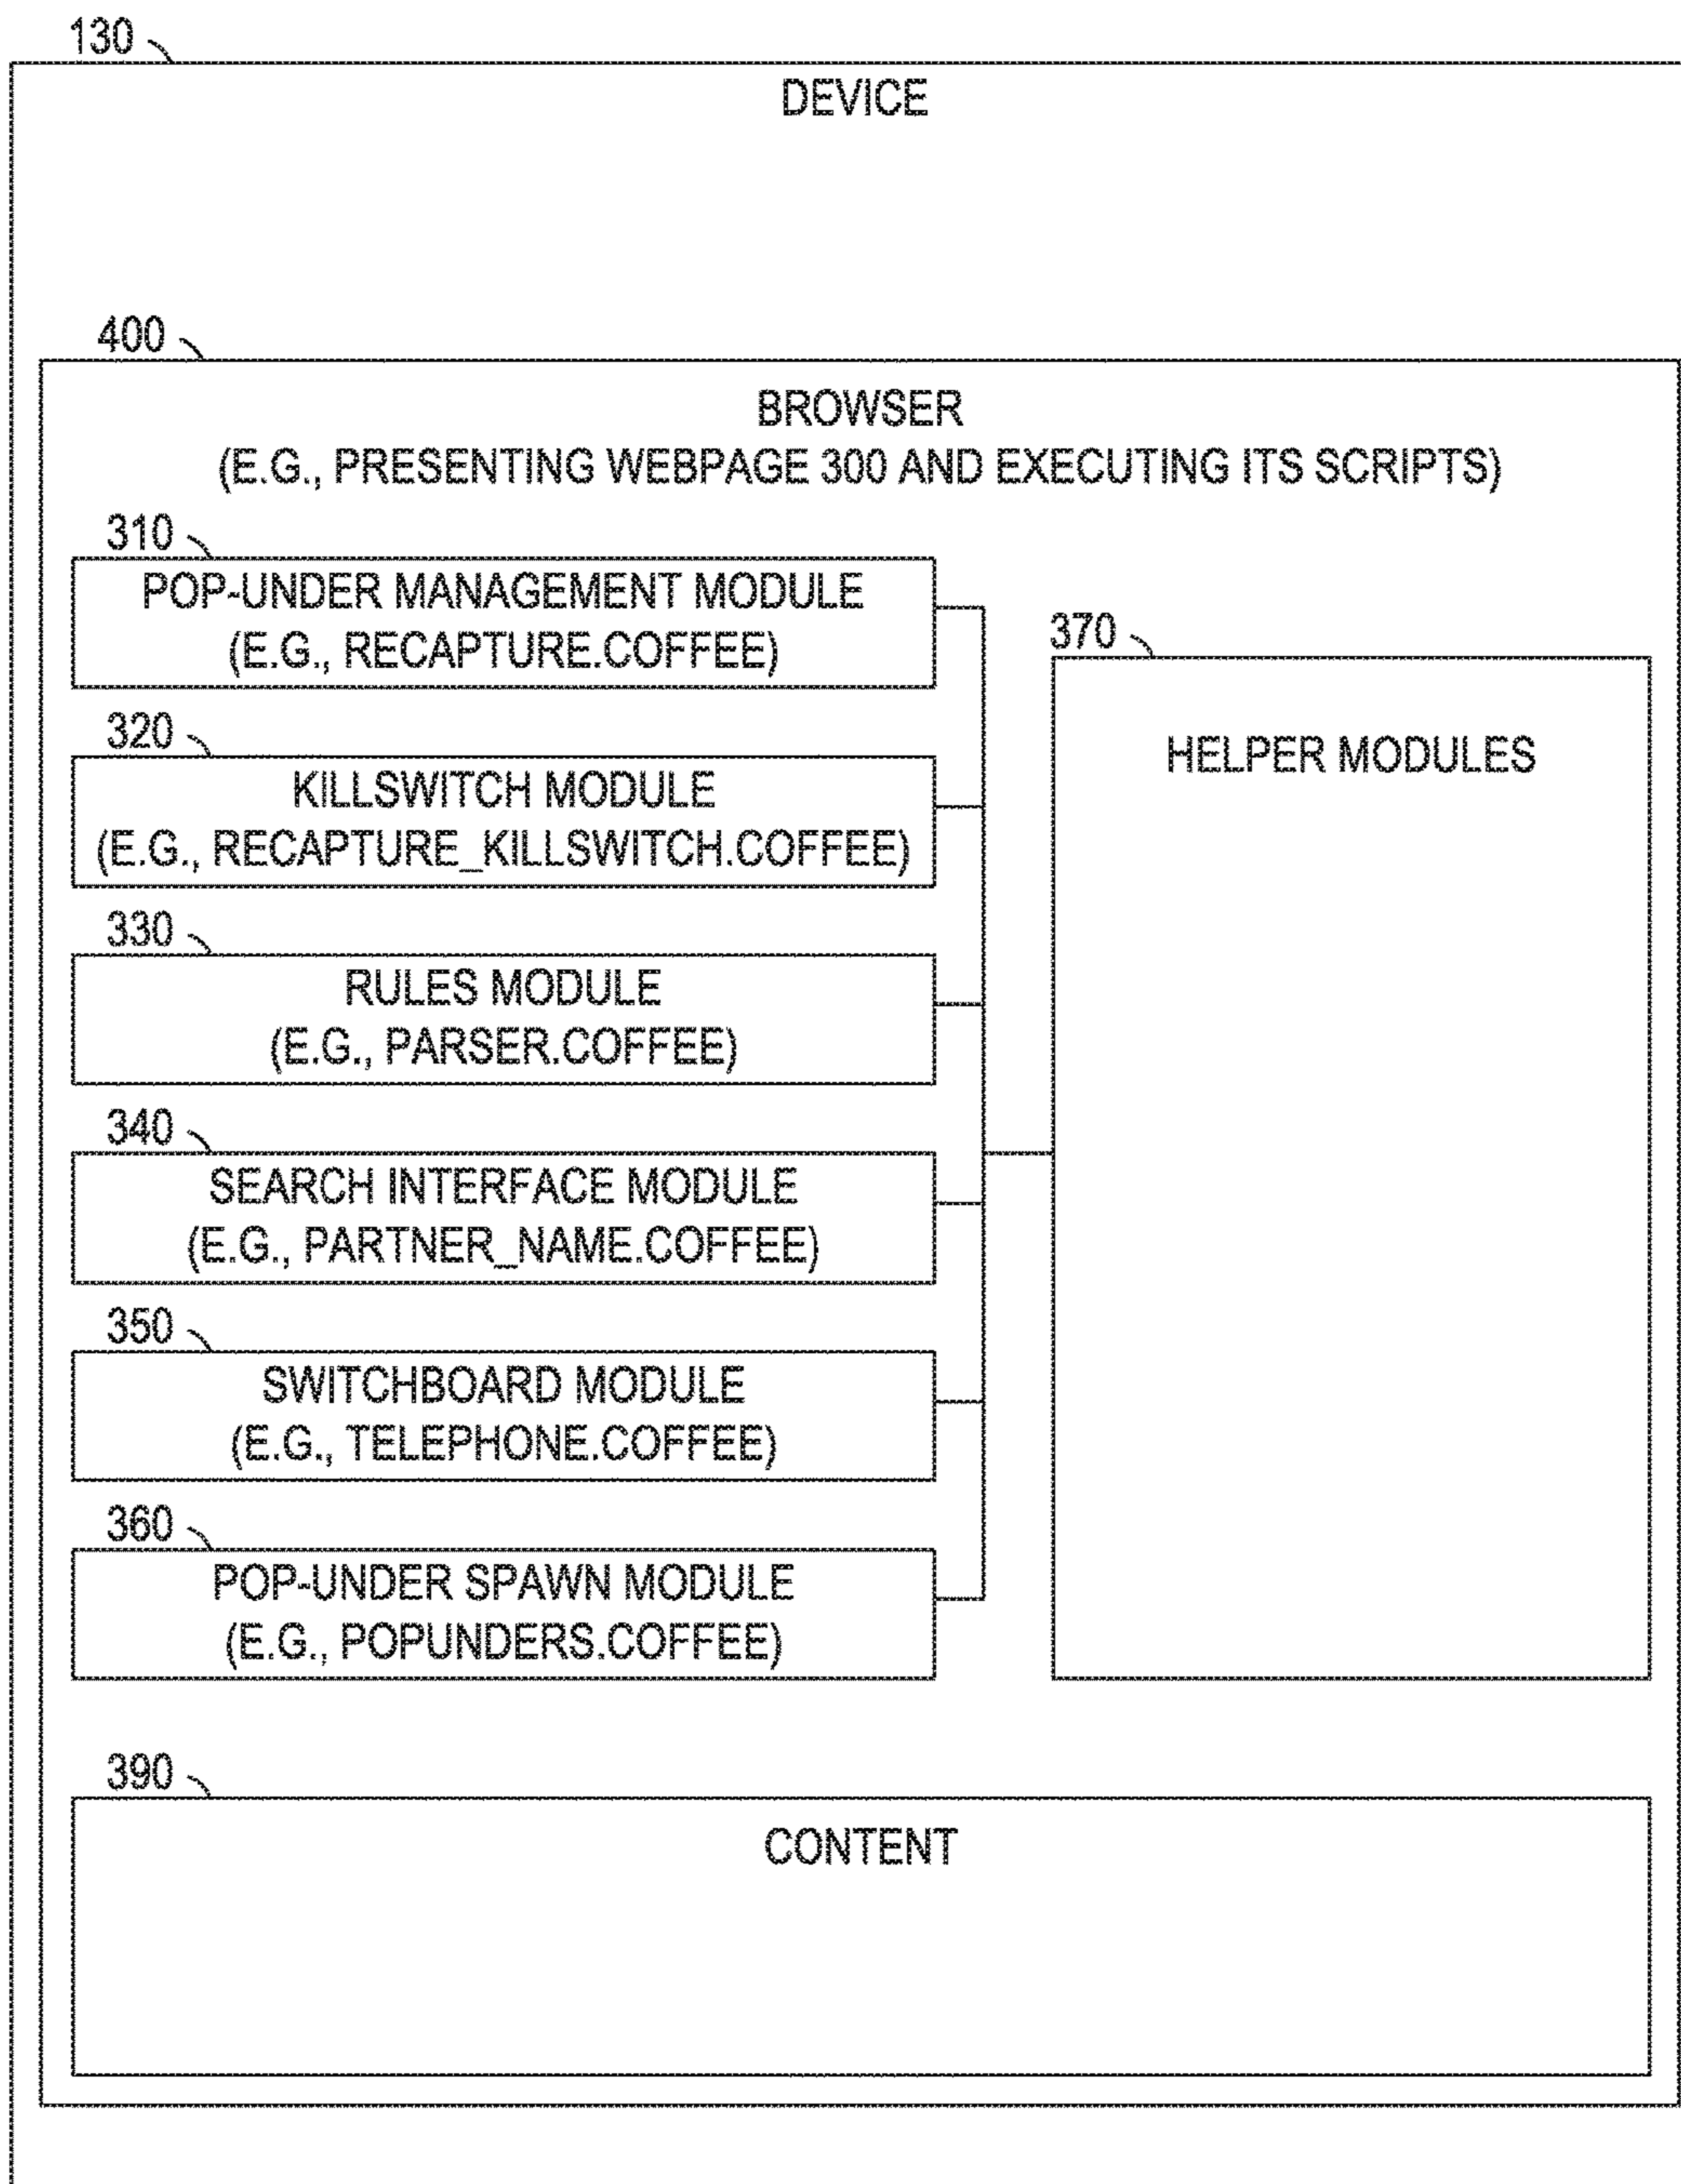 130
DEVICE
400
BROWSER
(E.G., PRESENTING WEBPAGE 300 AND EXECUTING ITS SCRIPTS)
310
POP-UNDER MANAGEMENT MODULE
(E.G., RECAPTURE.COFFEE)
320
KILLSWITCH MODULE
(E.G., RECAPTURE_KILLSWITCH.COFFEE)
330
RULES MODULE
(E.G., PARSER.COFFEE)
340
SEARCH INTERFACE MODULE
(E.G., PARTNER_NAME.COFFEE)
350
SWITCHBOARD MODULE
(E.G., TELEPHONE.COFFEE)
360
POP-UNDER SPAWN MODULE
(E.G., POPUNDERS.COFFEE)
370
HELPER MODULES
390
CONTENT